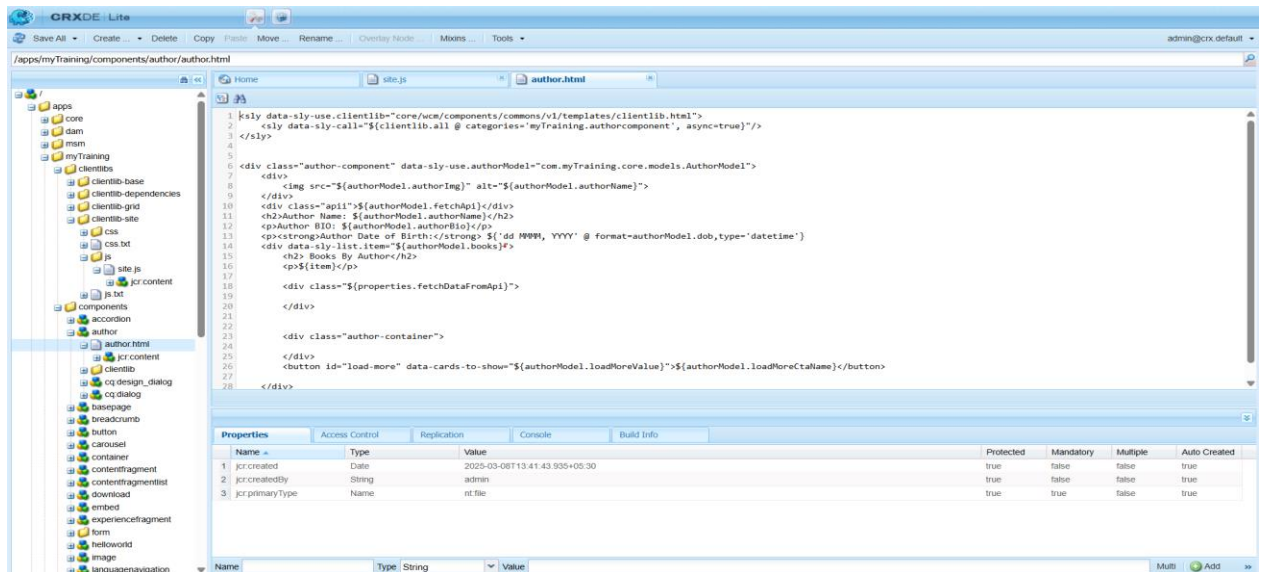 CRXDE | Lite
Save All Create ... Delete Copy Paste Move ... Rename ... Overlay Node ... Mixins ... Tools admin@crx.default
/apps/myTraining/components/author/author.html
Home site.js author.html
/
apps
core
dam
msm
myTraining
clientlibs
clientlib-base
clientlib-dependencies
clientlib-grid
clientlib-site
css
css.txt
js
site.js
jcr:content
js.txt
components
accordion
author
author.html
jcr:content
clientlib
cq:design_dialog
cq:dialog
basepage
breadcrumb
button
carousel
container
contentfragment
contentfragmentlist
download
embed
experiencefragment
form
helloworld
image
languagenavigation
1 <sly data-sly-use.clientlib="core/wcm/components/commons/v1/templates/clientlib.html">
2 <sly data-sly-call="${clientlib.all @ categories='myTraining.authorcomponent', async=true}"/>
3 </sly>
4
5
6 <div class="author-component" data-sly-use.authorModel="com.myTraining.core.models.AuthorModel">
7 <div>
8 <img src="${authorModel.authorImg}" alt="${authorModel.authorName}">
9 </div>
10 <div class="apii">${authorModel.fetchApi}</div>
11 <h2>Author Name: ${authorModel.authorName}</h2>
12 <p>Author BIO: ${authorModel.authorBio}</p>
13 <p><strong>Author Date of Birth:</strong> ${'dd MMMM, YYYY' @ format=authorModel.dob,type='datetime'}
14 <div data-sly-list.item="${authorModel.books}">
15 <h2> Books By Author</h2>
16 <p>${item}</p>
17
18 <div class="${properties.fetchDataFromApi}">
19
20 </div>
21
22
23 <div class="author-container">
24
25 </div>
26 <button id="load-more" data-cards-to-show="${authorModel.loadMoreValue}">${authorModel.loadMoreCtaName}</button>
27
28 </div>
Properties Access Control Replication Console Build Info
Name Type Value Protected Mandatory Multiple Auto Created
1 jcr:created Date 2025-03-08T13:41:43.935+05:30 true false false true
2 jcr:createdBy String admin true false false true
3 jcr:primaryType Name nt:file true true false true
Name Type String Value Multi Add